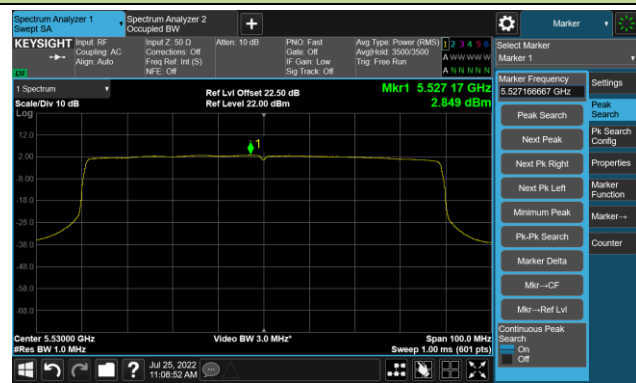 Spectrum Analyzer 1
Swept SA
Spectrum Analyzer 2
Occupied BW
Marker
KEYSIGHT
Input: RF
Coupling: AC
Align: Auto
Input Z: 50 Ω
Corrections: Off
Freq Ref: Int (S)
NFE: Off
Atten: 10 dB
PNO: Fast
Gate: Off
IF Gain: Low
Sig Track: Off
Avg Type: Power (RMS)
Avg|Hold: 3500/3500
Trig: Free Run
1 2 3 4 5 6
A W W W W W
A N N N N N
LW
Select Marker
Marker 1
Marker Frequency
5.527166667 GHz
Settings
Peak Search
Peak
Search
Next Peak
Pk Search
Config
Next Pk Right
Properties
Next Pk Left
Marker
Function
Minimum Peak
Marker→
Pk-Pk Search
Counter
Marker Delta
Mkr→CF
Mkr→Ref Lvl
Continuous Peak
Search
On
Off
1 Spectrum
Scale/Div 10 dB
Log
Ref Lvl Offset 22.50 dB
Ref Level 22.00 dBm
Mkr1 5.527 17 GHz
2.849 dBm
1
12.0
2.00
-8.00
-18.0
-28.0
-38.0
-48.0
-58.0
-68.0
Center 5.53000 GHz
#Res BW 1.0 MHz
Video BW 3.0 MHz*
Span 100.0 MHz
Sweep 1.00 ms (601 pts)
?
Jul 25, 2022
11:08:52 AM